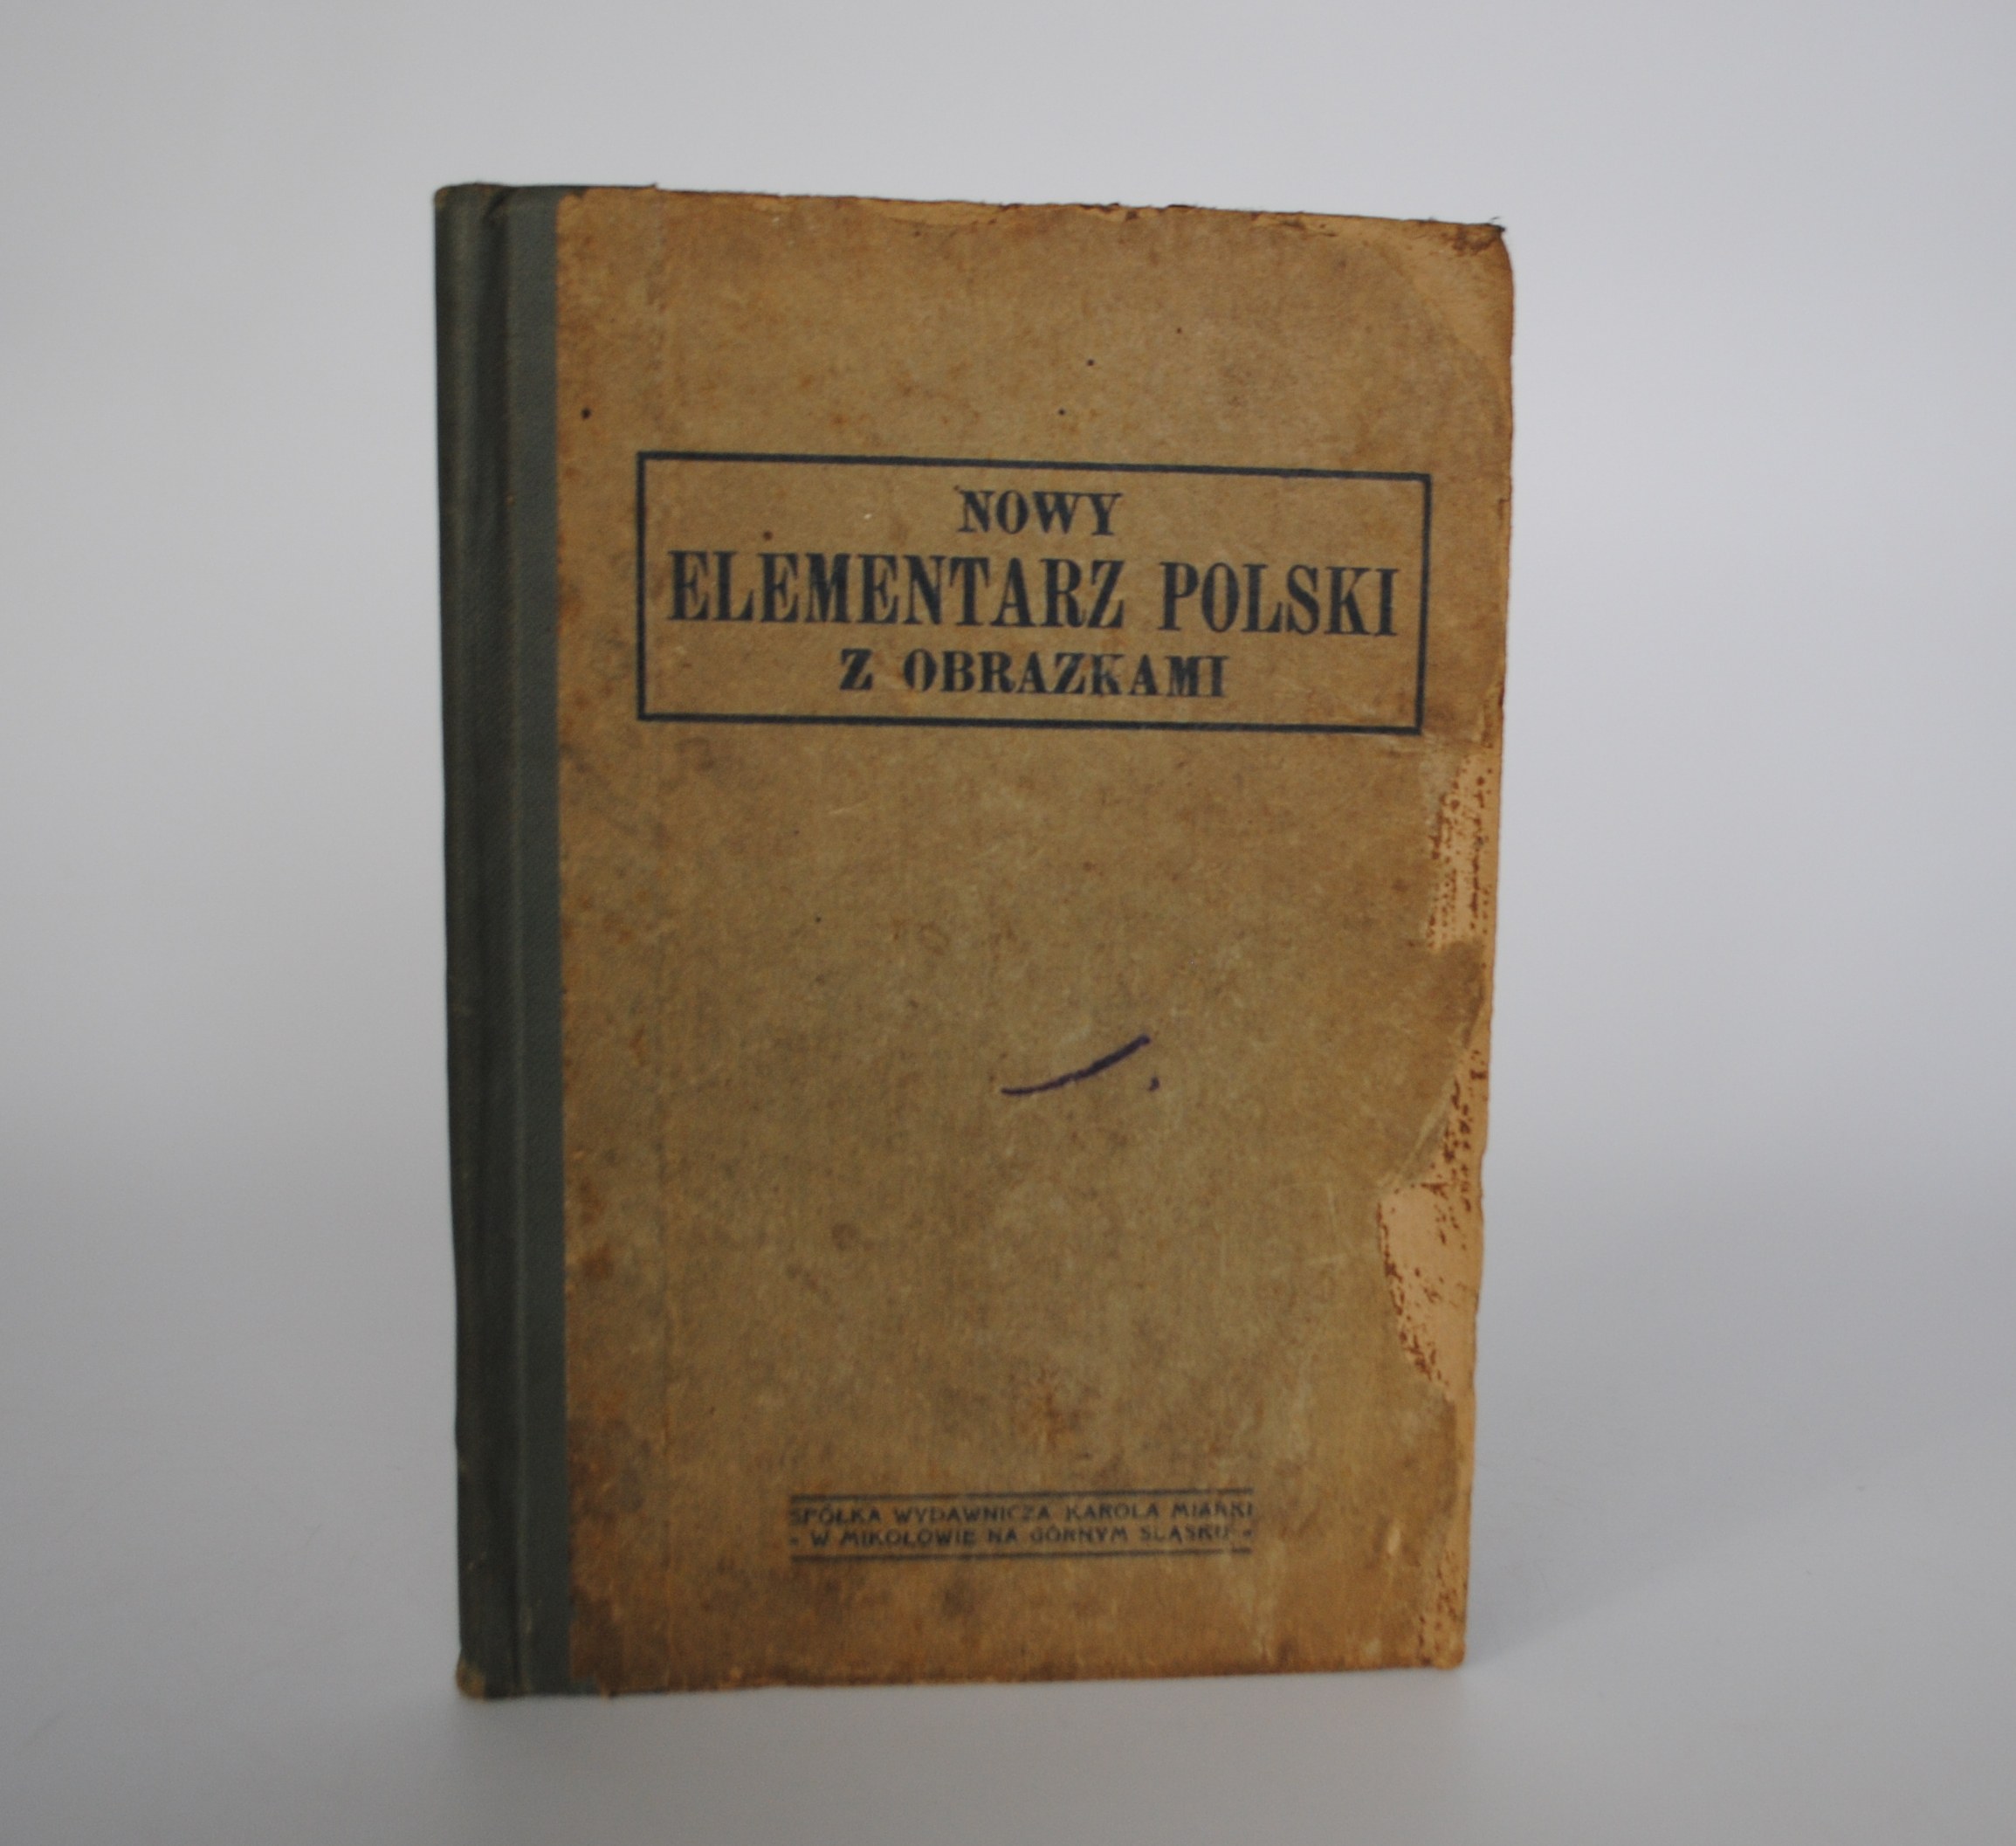 NOWY
ELEMENTARZ POLSKI
Z OBRAZKAMI
SPÓŁKA WYDAWNICZA KAROLA MIARKI
- W MIKOŁOWIE NA GÓRNYM ŚLĄSKU -